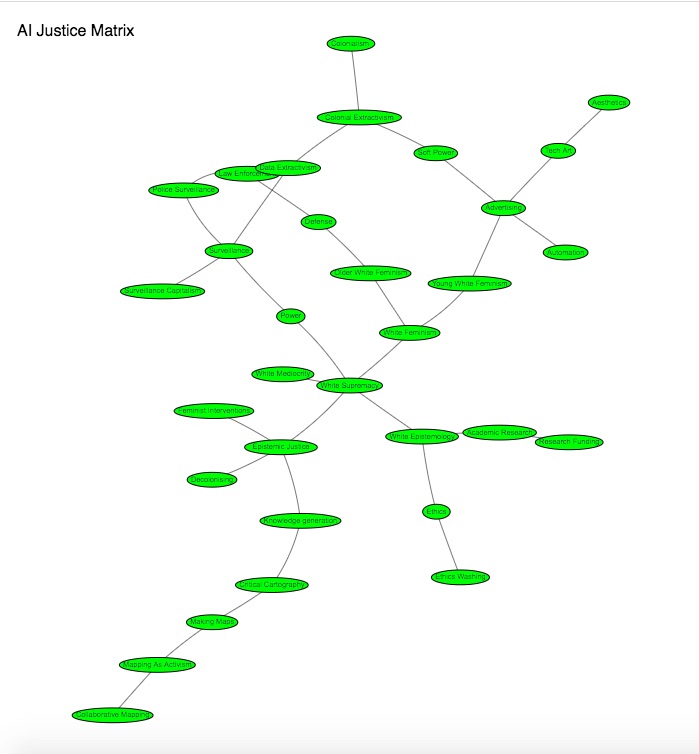 AI Justice Matrix
Colonialism
Aesthetics
Colonial Extractivism
Soft Power
Tech Art
Law Enforcem
Data Extractivism
Police Surveillance
Advertising
Defense
Surveillance
Automation
Older White Feminism
Young White Feminism
Surveillance Capitalism
Power
White Feminism
White Mediocrity
White Supremacy
Feminist Interventions
White Epistemology
Academic Research
Research Funding
Epistemic Justice
Decolonising
Ethics
Knowledge generation
Ethics Washing
Critical Cartography
Making Maps
Mapping As Activism
Collaborative Mapping